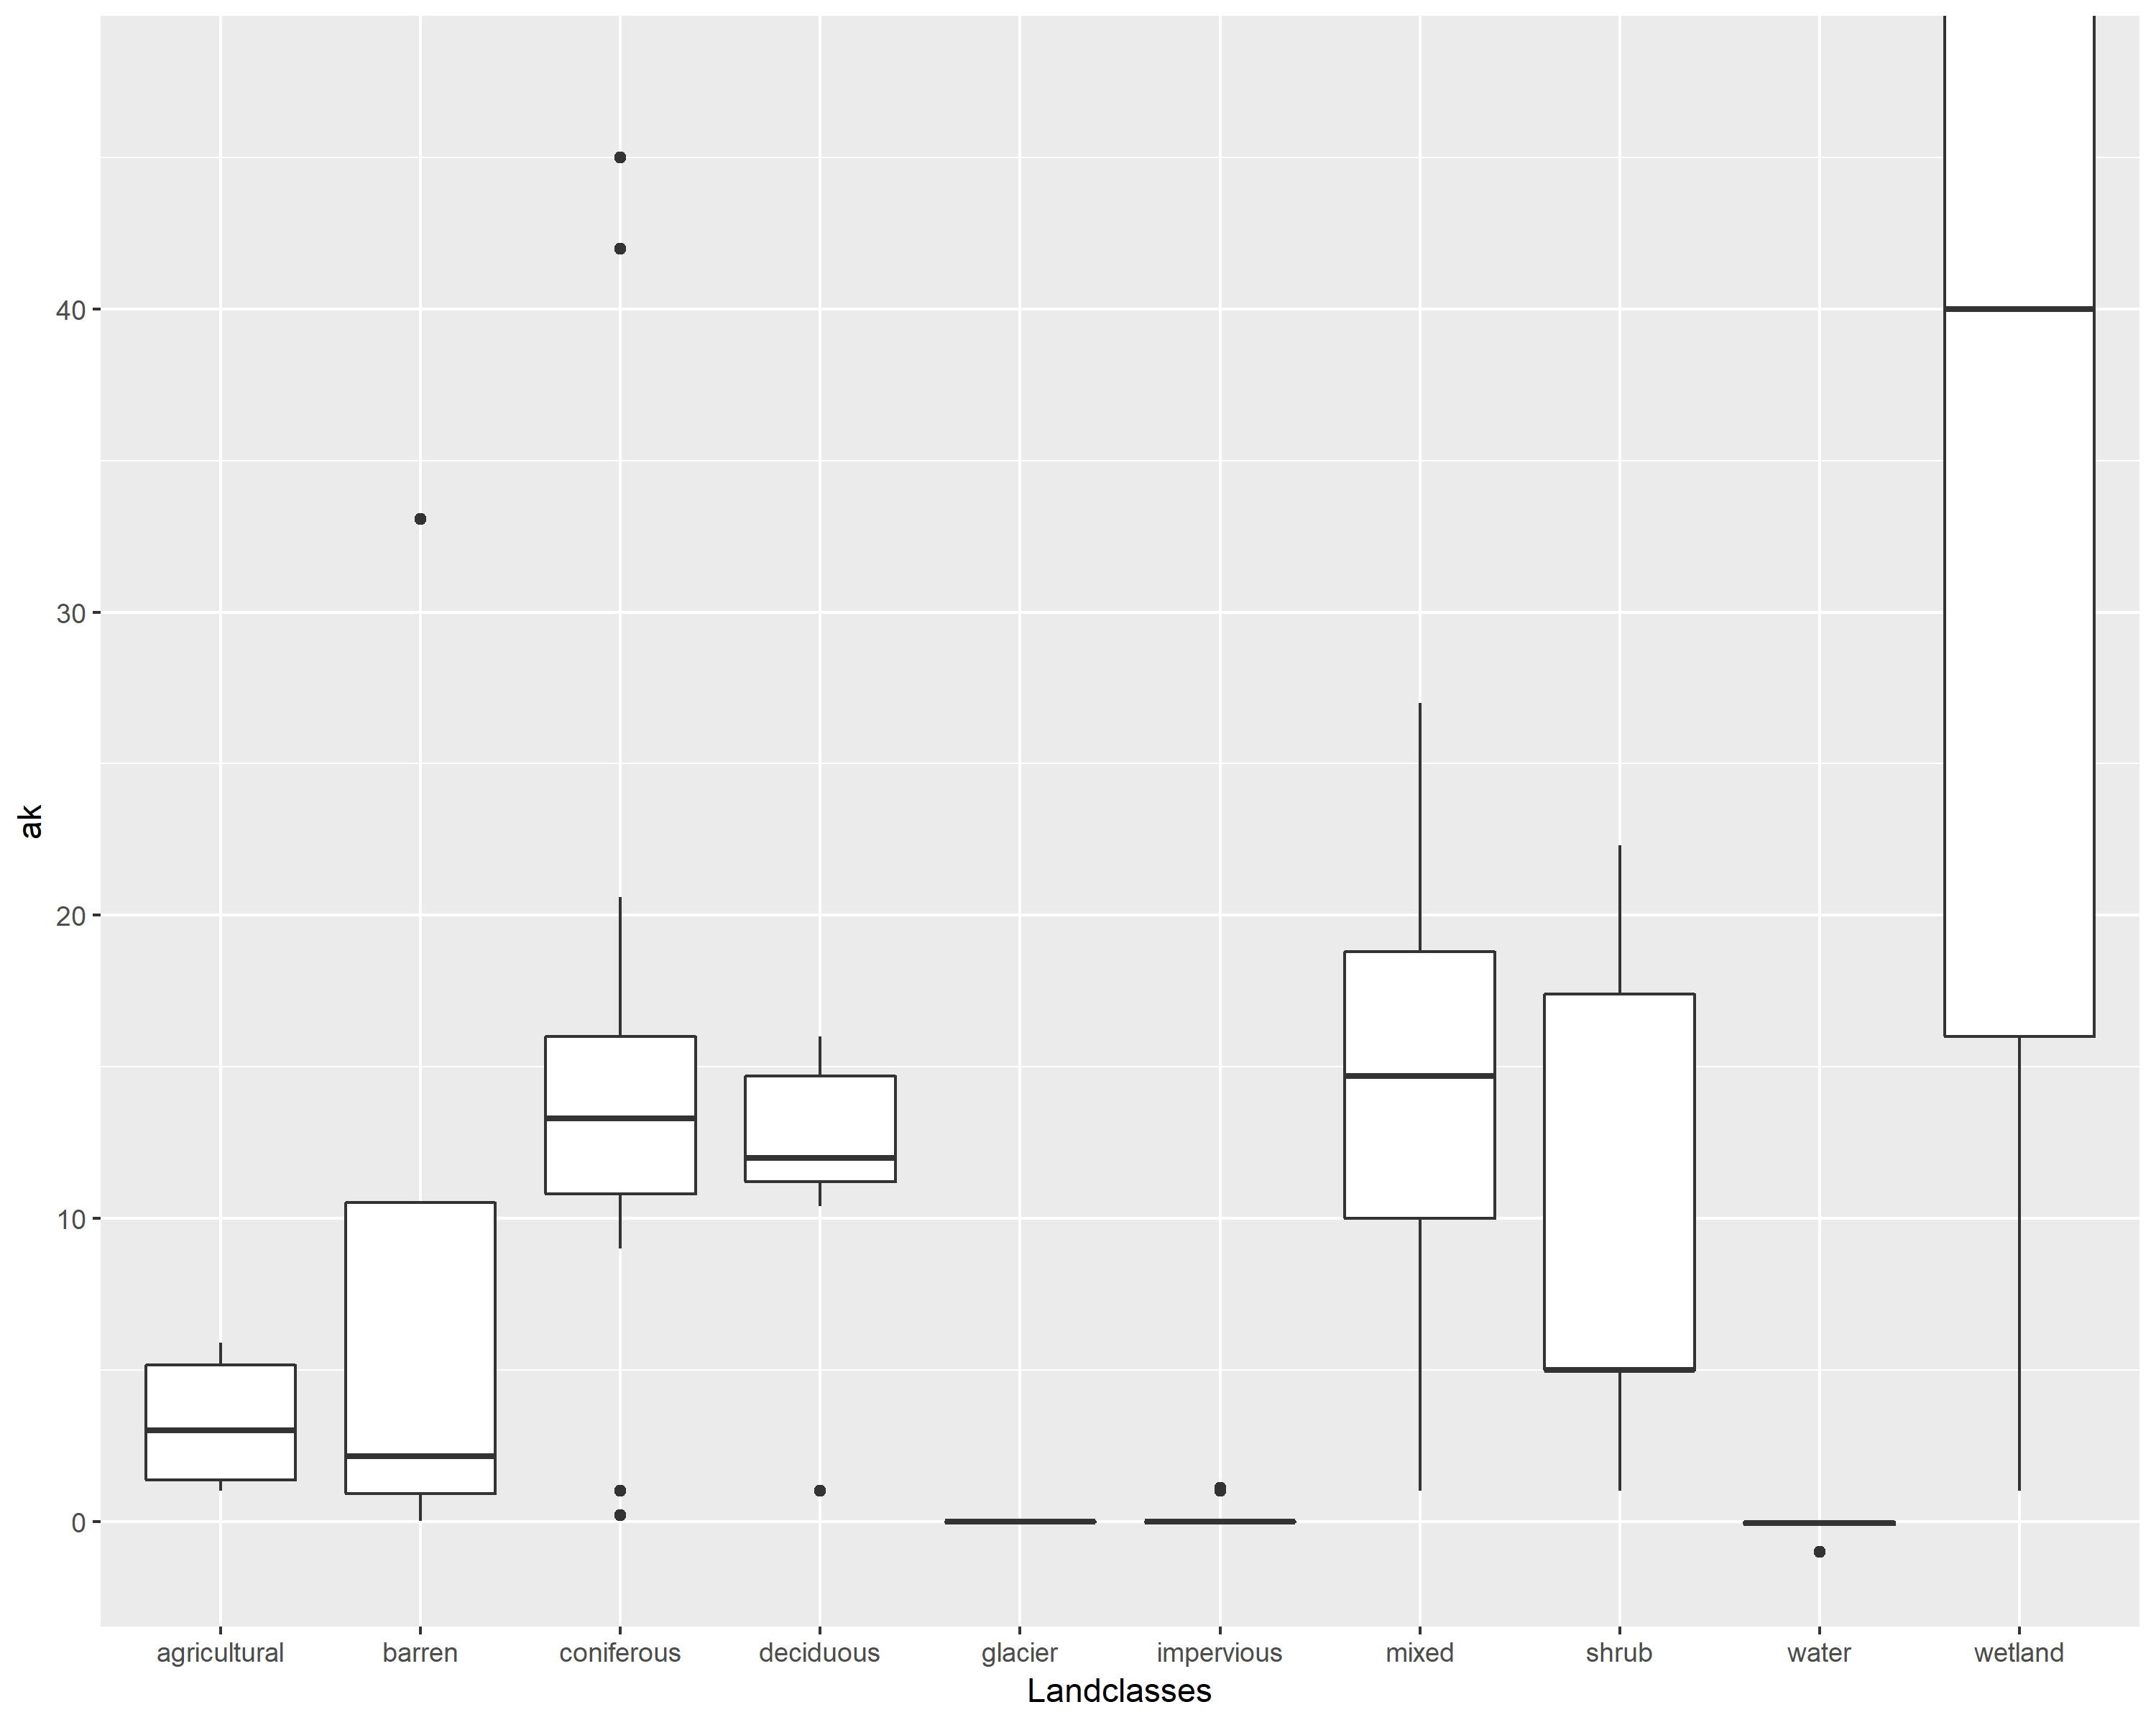 ak
40
30
20
10
0
agricultural barren coniferous deciduous glacier impervious mixed shrub water wetland
Landclasses